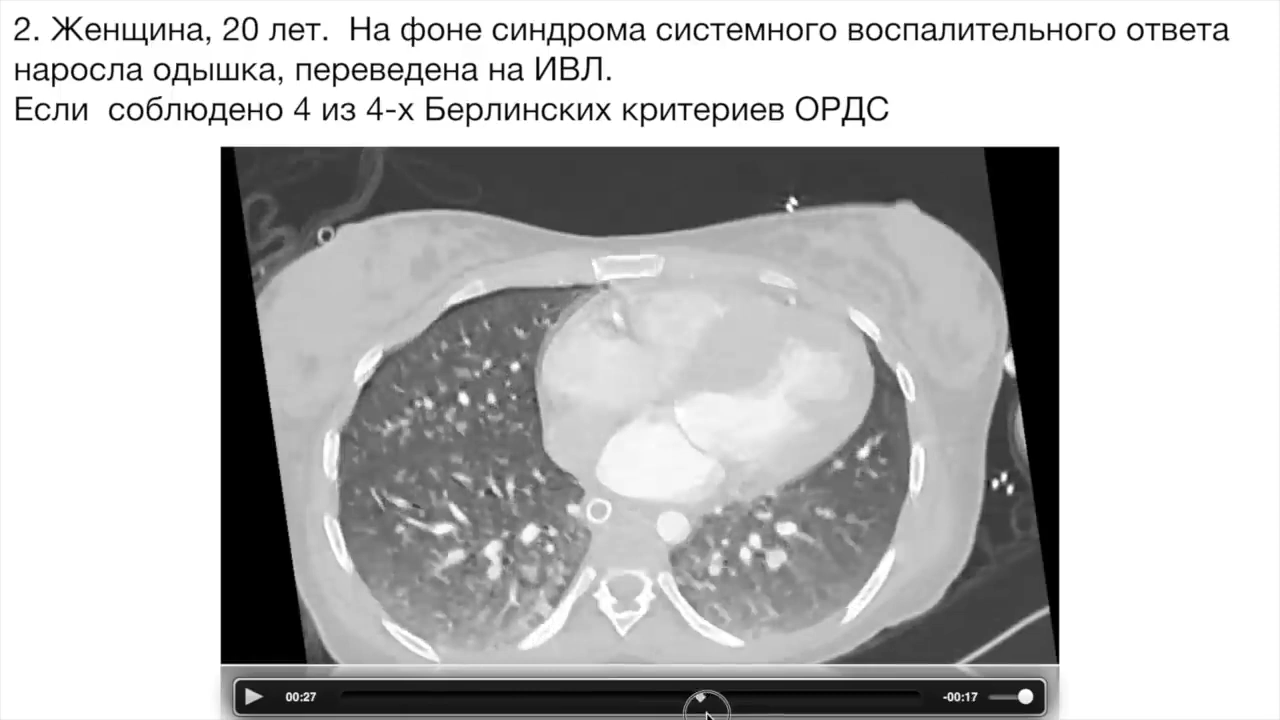 2. Женщина, 20 лет. На фоне синдрома системного воспалительного ответа
наросла одышка, переведена на ИВЛ.
Если соблюдено 4 из 4-х Берлинских критериев ОРДС
00:27
-00:17